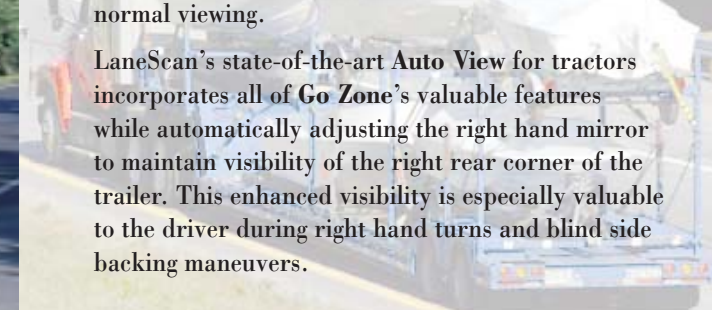 normal viewing.
LaneScan’s state-of-the-art Auto View for tractors
incorporates all of Go Zone’s valuable features
while automatically adjusting the right hand mirror
to maintain visibility of the right rear corner of the
trailer. This enhanced visibility is especially valuable
to the driver during right hand turns and blind side
backing maneuvers.